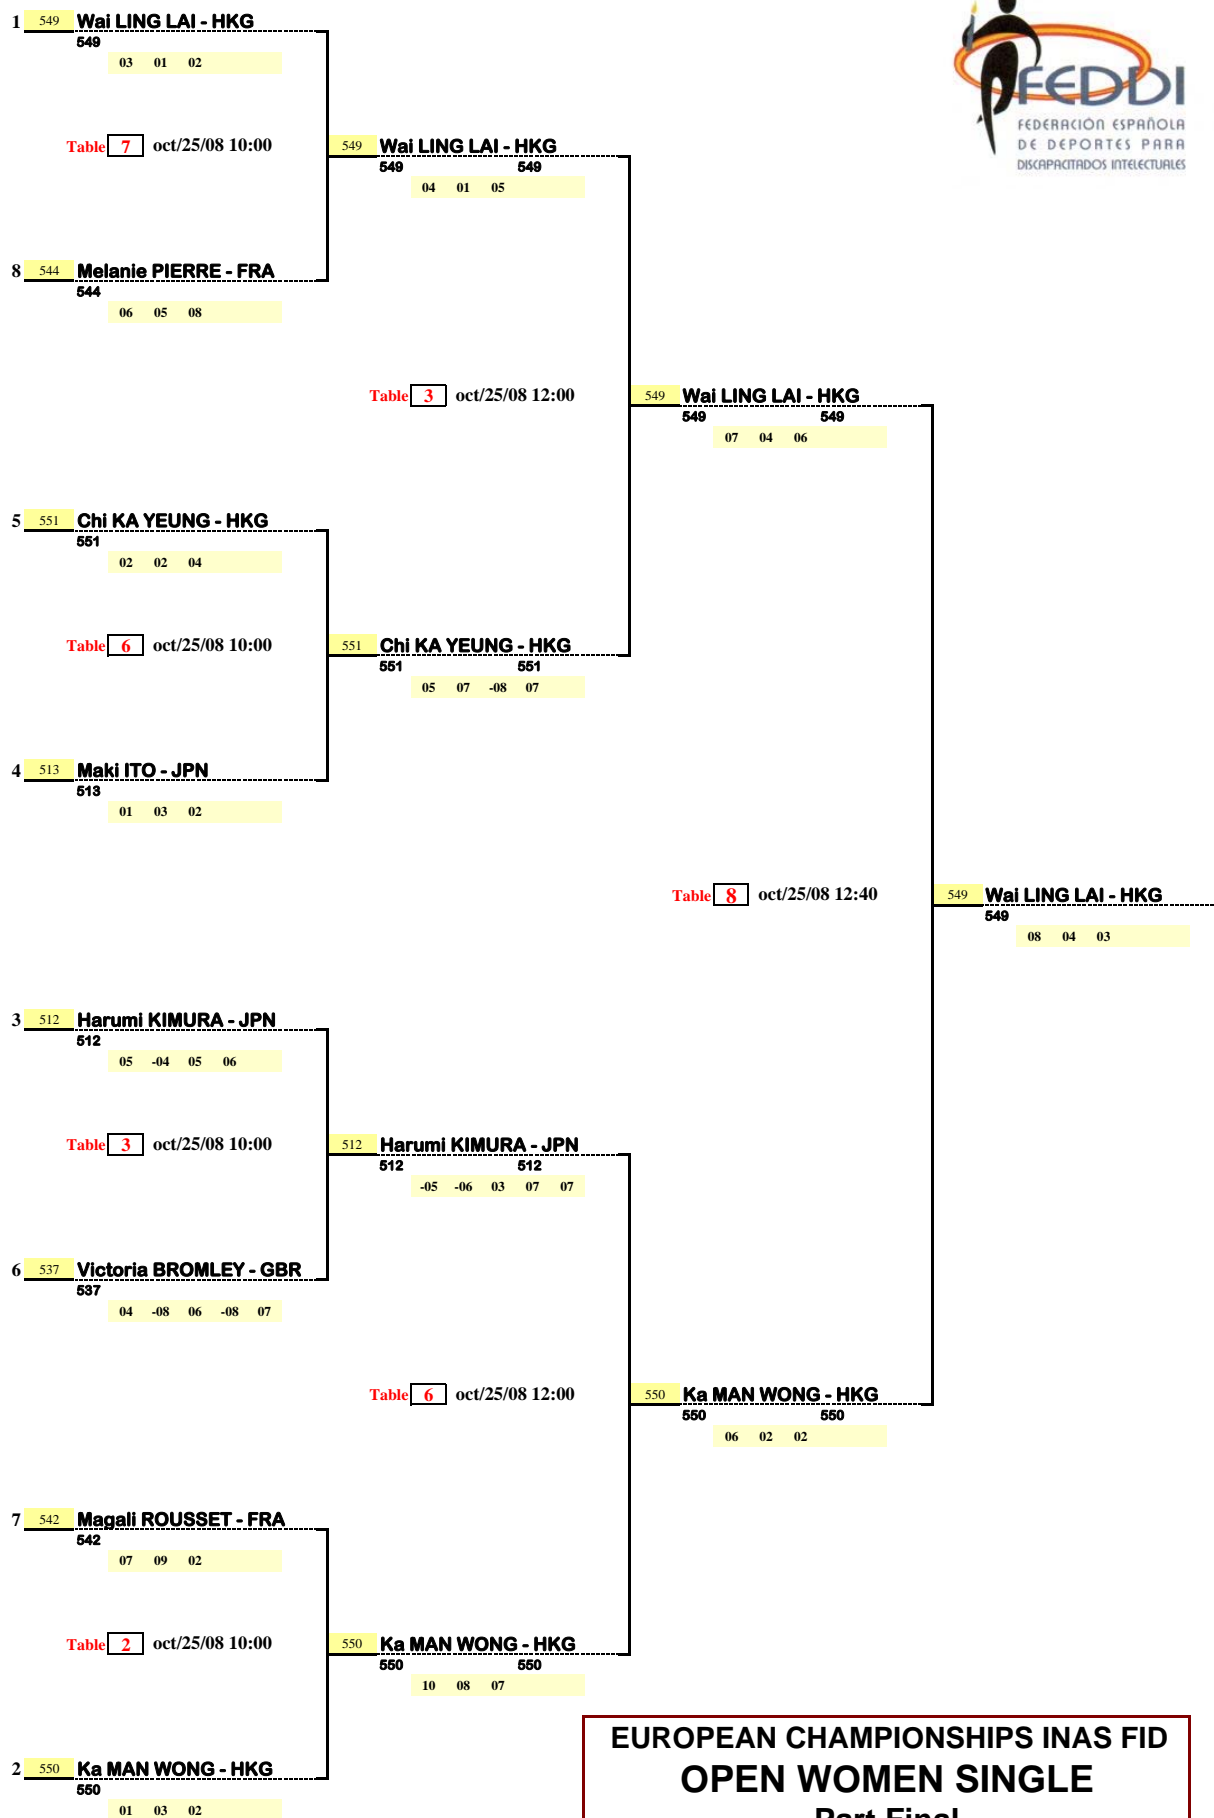 1 549 Wai LING LAI - HKG
549
03 01 02
FEDDI
FEDERACIÓN ESPAÑOLA
DE DEPORTES PARA
DISCAPACITADOS INTELECTUALES
Table 7 oct/25/08 10:00
549 Wai LING LAI - HKG
549 549
04 01 05
8 544 Melanie PIERRE - FRA
544
06 05 08
Table 3 oct/25/08 12:00
549 Wai LING LAI - HKG
549 549
07 04 06
5 551 Chi KA YEUNG - HKG
551
02 02 04
Table 6 oct/25/08 10:00
551 Chi KA YEUNG - HKG
551 551
05 07 -08 07
4 513 Maki ITO - JPN
513
01 03 02
Table 8 oct/25/08 12:40
549 Wai LING LAI - HKG
549
08 04 03
3 512 Harumi KIMURA - JPN
512
05 -04 05 06
Table 3 oct/25/08 10:00
512 Harumi KIMURA - JPN
512 512
-05 -06 03 07 07
6 537 Victoria BROMLEY - GBR
537
04 -08 06 -08 07
Table 6 oct/25/08 12:00
550 Ka MAN WONG - HKG
550 550
06 02 02
7 542 Magali ROUSSET - FRA
542
07 09 02
Table 2 oct/25/08 10:00
550 Ka MAN WONG - HKG
550 550
10 08 07
2 550 Ka MAN WONG - HKG
550
01 03 02
EUROPEAN CHAMPIONSHIPS INAS FID
OPEN WOMEN SINGLE
Part Final